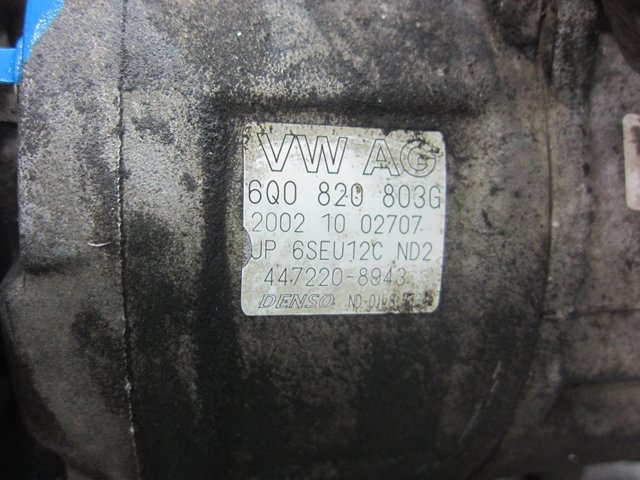 VW AG
6Q0 820 803G
2002 10 02707
JP 6SEU12C ND2
447220-8943
DENSO